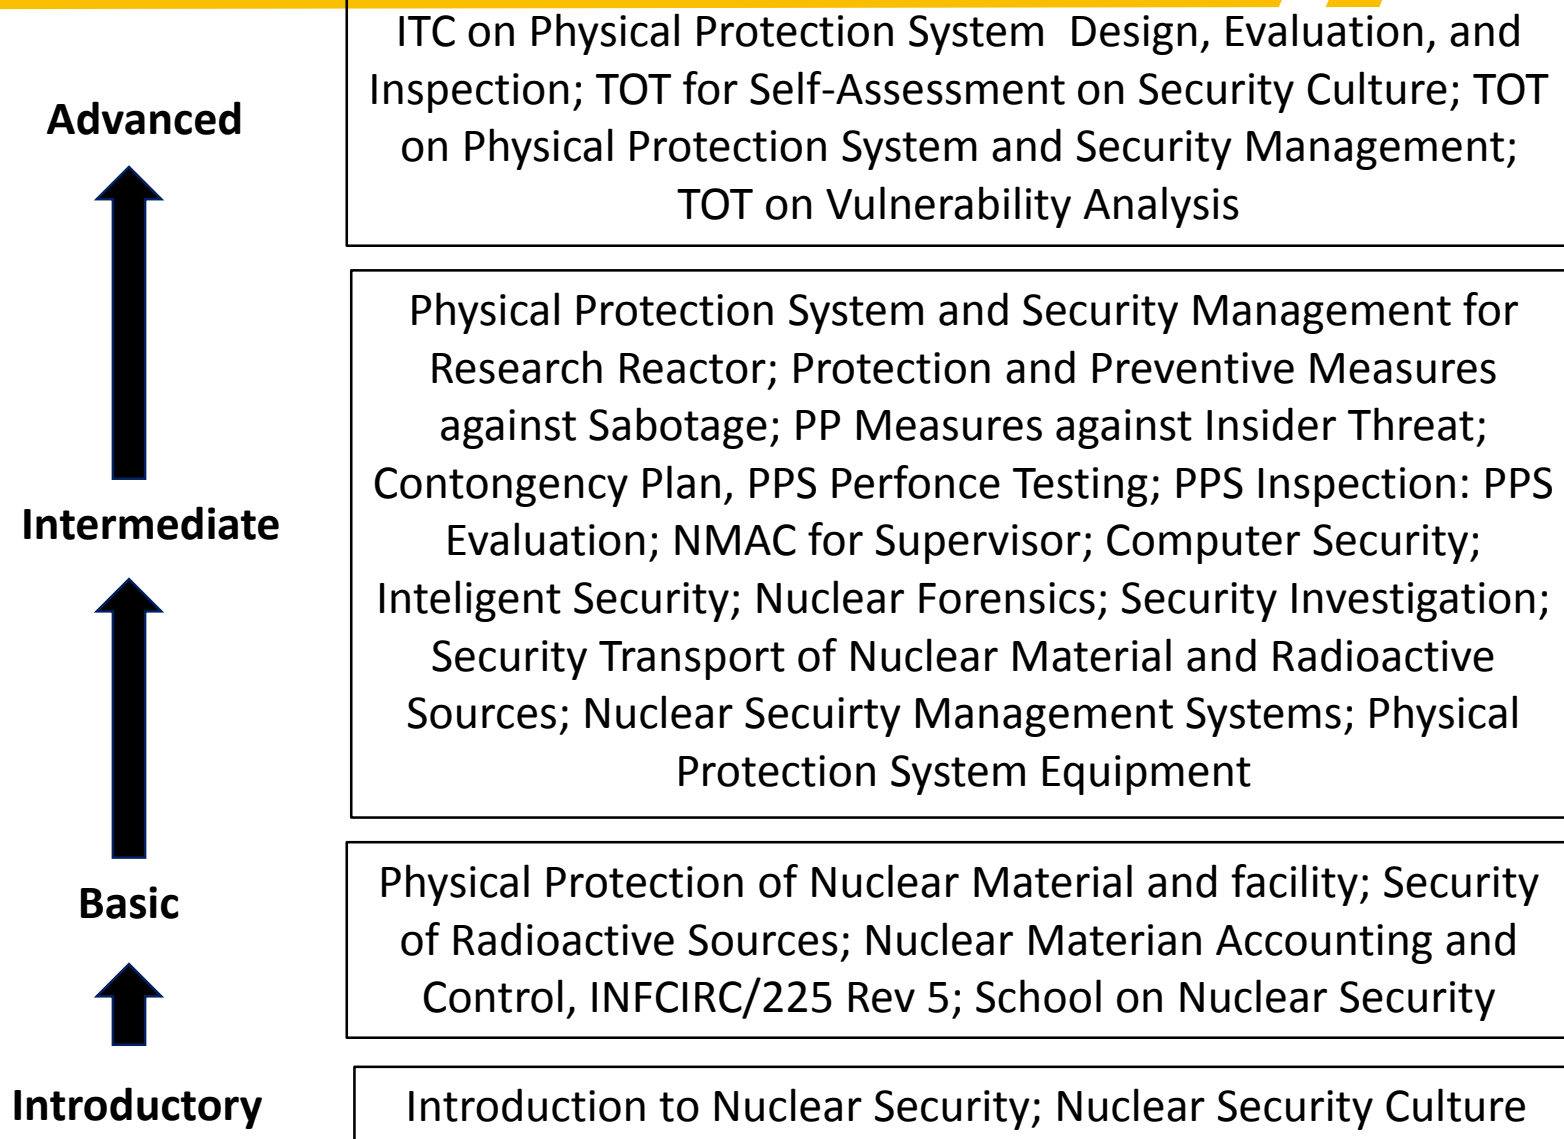 ITC on Physical Protection System Design, Evaluation, and
Inspection; TOT for Self-Assessment on Security Culture; TOT
on Physical Protection System and Security Management;
TOT on Vulnerability Analysis
Advanced
Physical Protection System and Security Management for
Research Reactor; Protection and Preventive Measures
against Sabotage; PP Measures against Insider Threat;
Contongency Plan, PPS Perfonce Testing; PPS Inspection: PPS
Evaluation; NMAC for Supervisor; Computer Security;
Inteligent Security; Nuclear Forensics; Security Investigation;
Security Transport of Nuclear Material and Radioactive
Sources; Nuclear Secuirty Management Systems; Physical
Protection System Equipment
Intermediate
Physical Protection of Nuclear Material and facility; Security
of Radioactive Sources; Nuclear Materian Accounting and
Control, INFCIRC/225 Rev 5; School on Nuclear Security
Basic
Introduction to Nuclear Security; Nuclear Security Culture
Introductory